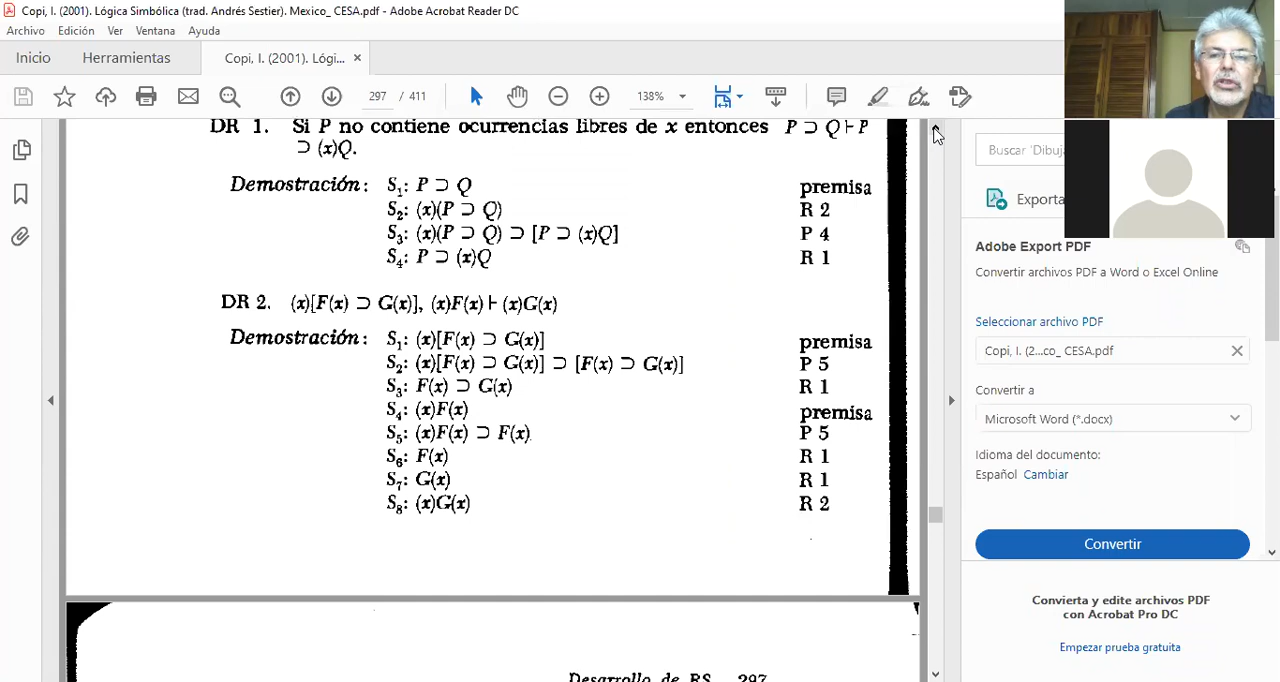 Copi, I. (2001). Lógica Simbólica (trad. Andrés Sestier). Mexico_ CESA.pdf - Adobe Acrobat Reader DC
Archivo Edición Ver Ventana Ayuda
Inicio Herramientas Copi, I. (2001). Lógi... ×
297 / 411 138%
DR 1. Si P no contiene ocurrencias libres de x entonces P ⊃ Q ⊢ P
⊃ (x)Q.
Demostración: S₁: P ⊃ Q premisa
S₂: (x)(P ⊃ Q) R 2
S₃: (x)(P ⊃ Q) ⊃ [P ⊃ (x)Q] P 4
S₄: P ⊃ (x)Q R 1
DR 2. (x)[F(x) ⊃ G(x)], (x)F(x) ⊢ (x)G(x)
Demostración: S₁: (x)[F(x) ⊃ G(x)] premisa
S₂: (x)[F(x) ⊃ G(x)] ⊃ [F(x) ⊃ G(x)] P 5
S₃: F(x) ⊃ G(x) R 1
S₄: (x)F(x) premisa
S₅: (x)F(x) ⊃ F(x) P 5
S₆: F(x) R 1
S₇: G(x) R 1
S₈: (x)G(x) R 2
Desarrollo de RS 297
Buscar 'Dibuj
Exporta
Adobe Export PDF
Convertir archivos PDF a Word o Excel Online
Seleccionar archivo PDF
Copi, I. (2...co_ CESA.pdf
Convertir a
Microsoft Word (*.docx)
Idioma del documento:
Español Cambiar
Convertir
Convierta y edite archivos PDF
con Acrobat Pro DC
Empezar prueba gratuita